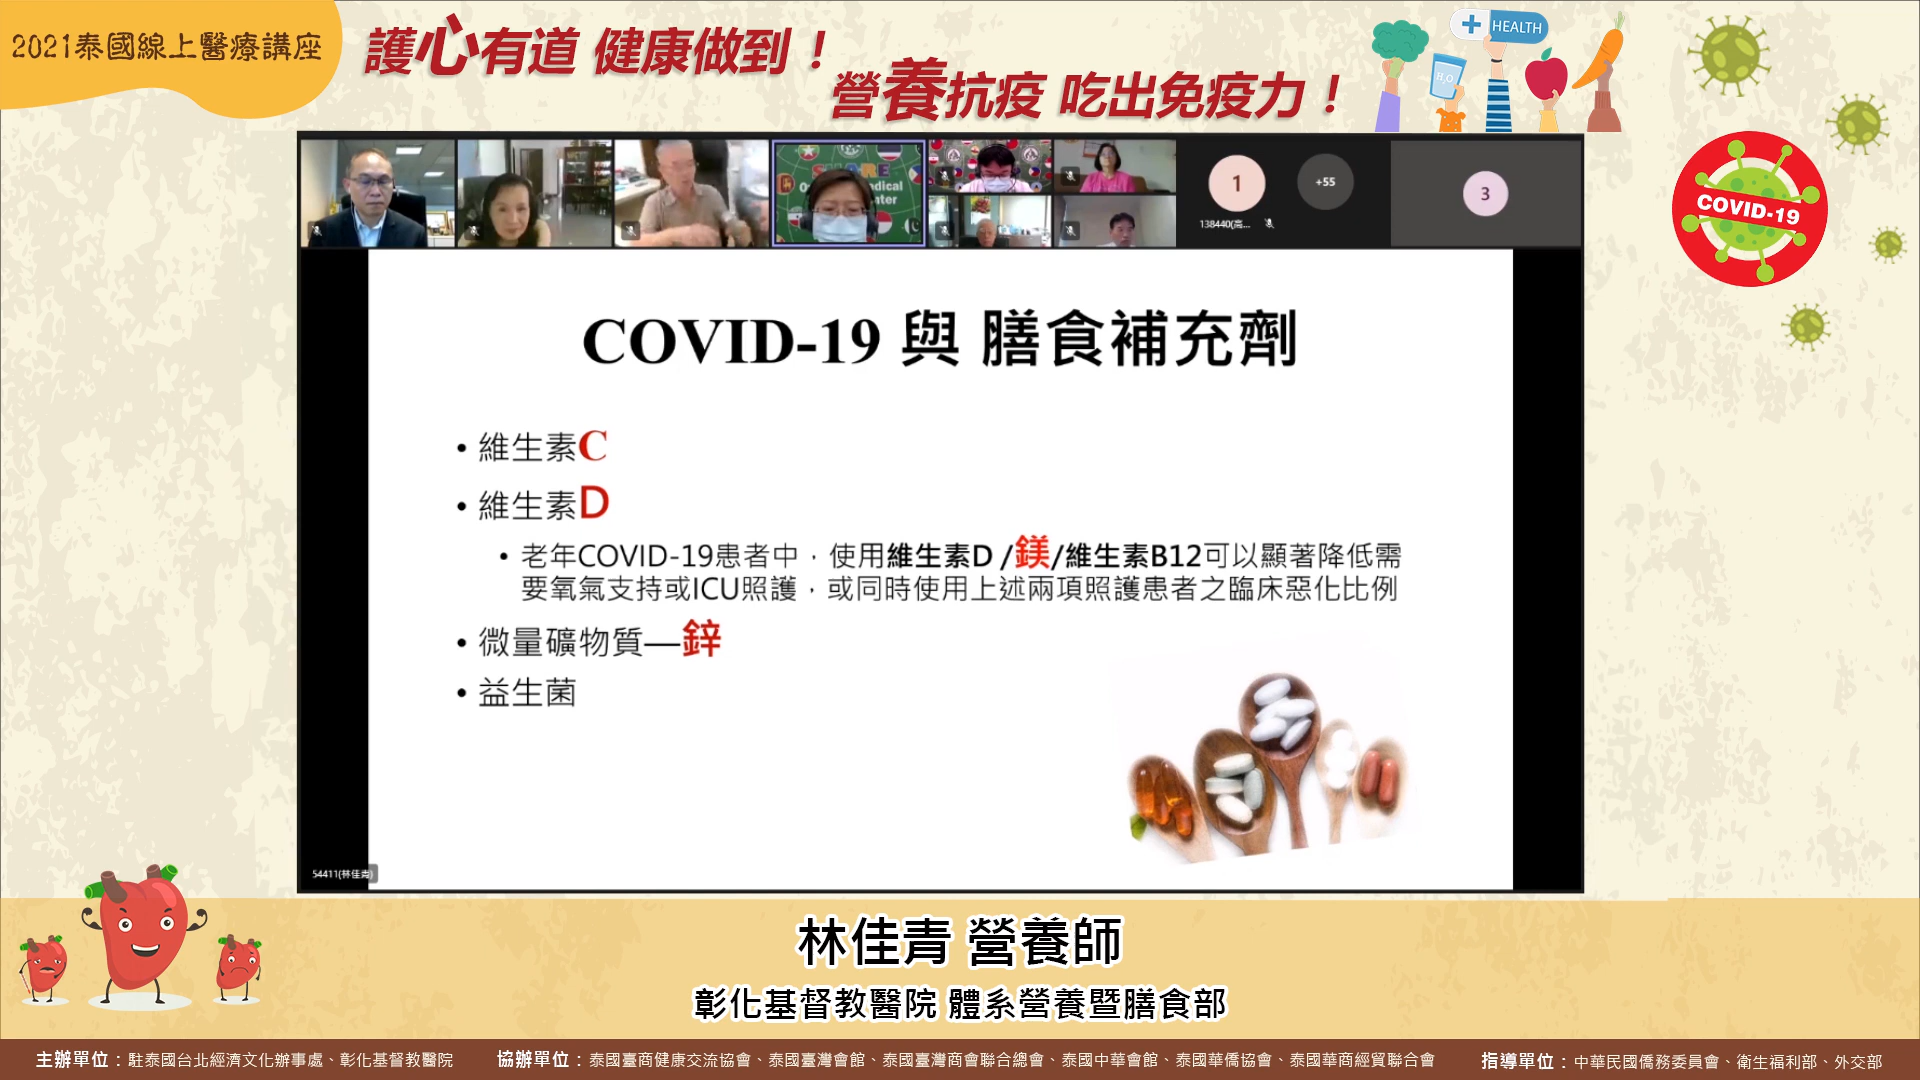 2021泰國線上醫療講座
護心有道 健康做到！
營養抗疫 吃出免疫力！
HEALTH
H₂O
COVID-19
1
+55
3
138440(高...
COVID-19 與 膳食補充劑
• 維生素C
• 維生素D
• 老年COVID-19患者中，使用維生素D /鎂/維生素B12可以顯著降低需
要氧氣支持或ICU照護，或同時使用上述兩項照護患者之臨床惡化比例
• 微量礦物質—鋅
• 益生菌
54411(林佳青)
林佳青 營養師
彰化基督教醫院 體系營養暨膳食部
主辦單位：駐泰國台北經濟文化辦事處、彰化基督教醫院
協辦單位：泰國臺商健康交流協會、泰國臺灣會館、泰國臺灣商會聯合總會、泰國中華會館、泰國華僑協會、泰國華商經貿聯合會
指導單位：中華民國僑務委員會、衛生福利部、外交部